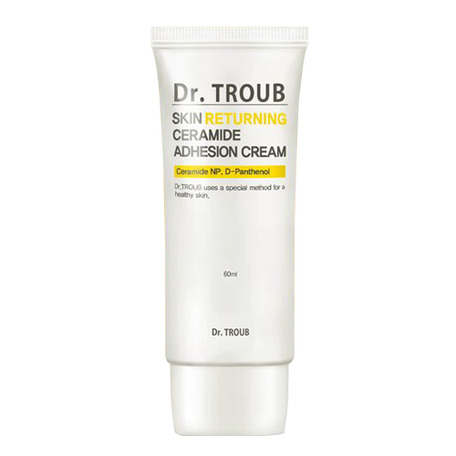 Dr. TROUB
SKIN RETURNING
CERAMIDE
ADHESION CREAM
Ceramide NP, D-Panthenol
Dr.TROUB uses a special method for a
healthy skin.
60ml
Dr. TROUB